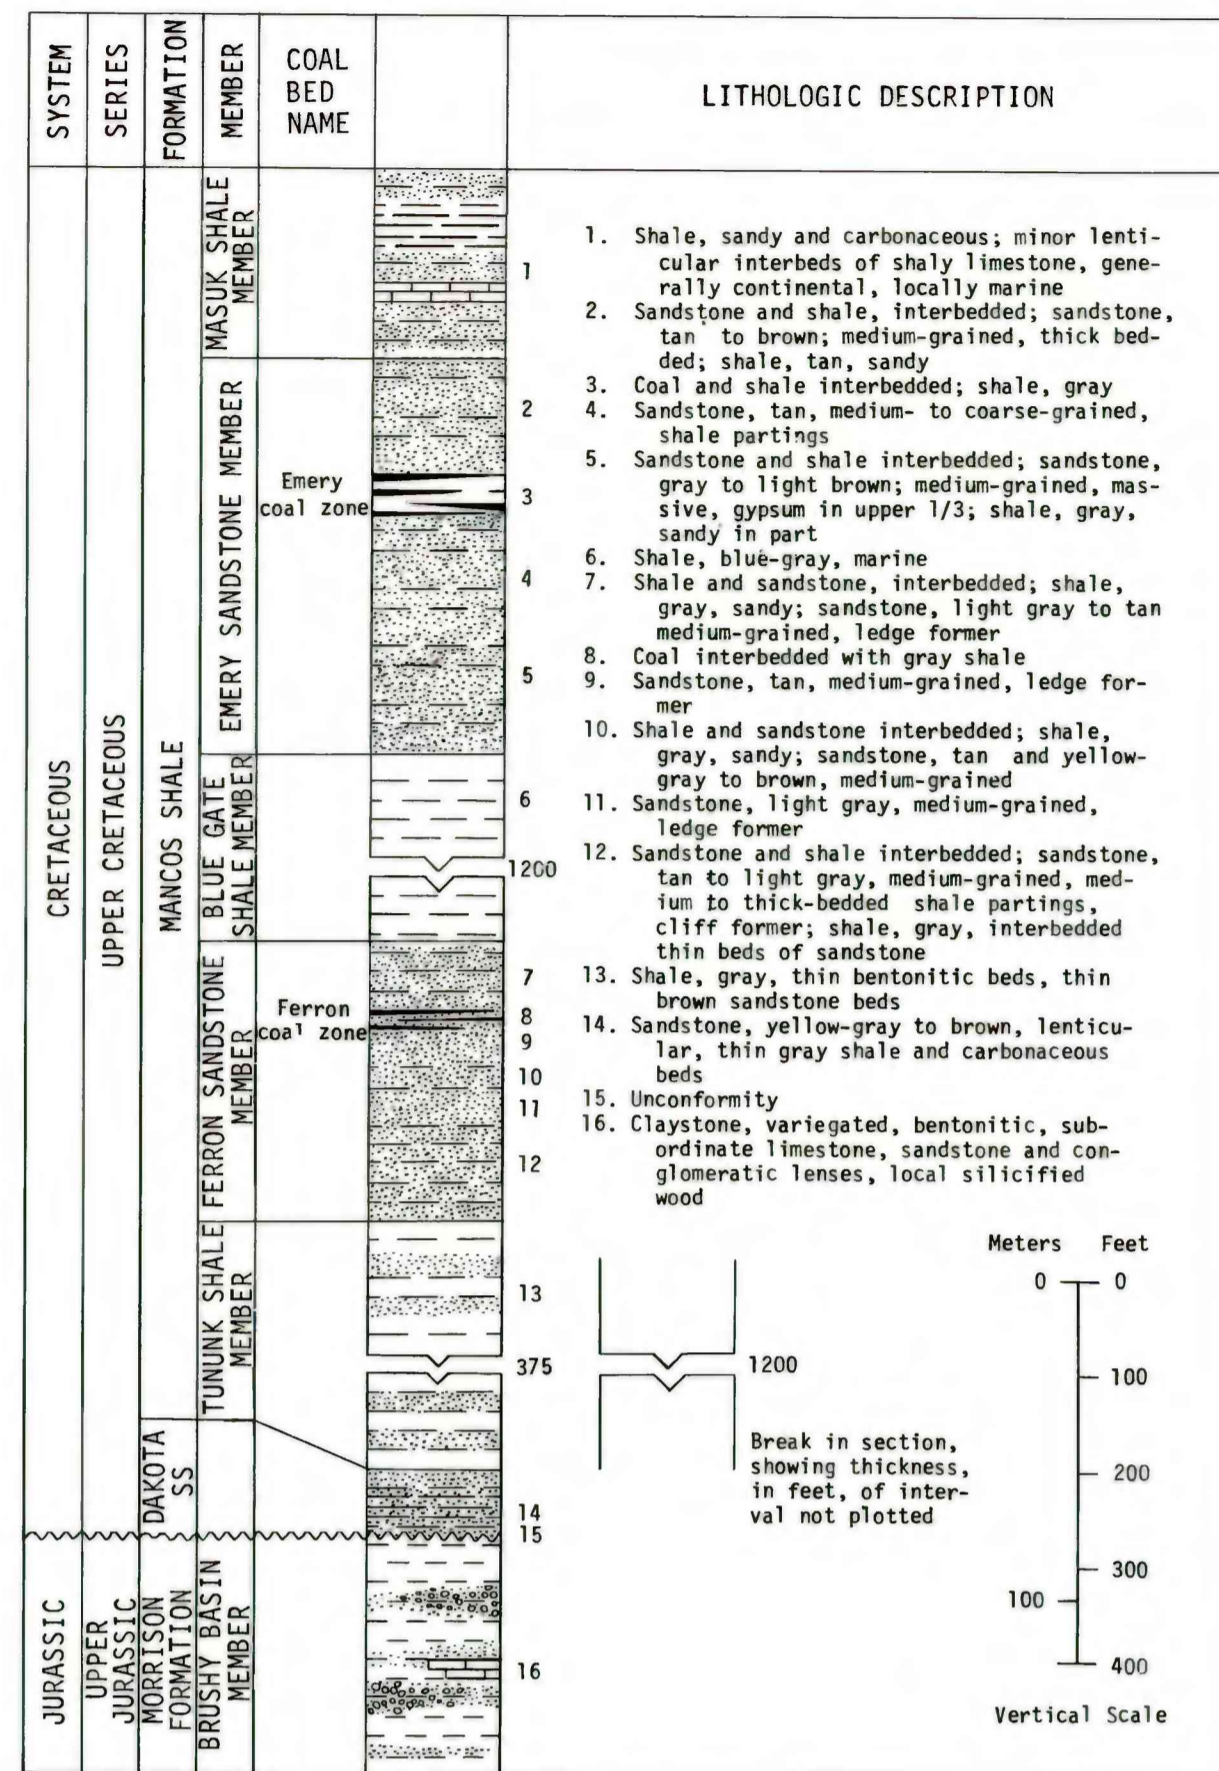 SYSTEM
SERIES
FORMATION
MEMBER
COAL
BED
NAME
LITHOLOGIC DESCRIPTION
CRETACEOUS
UPPER CRETACEOUS
MANCOS SHALE
MASUK SHALE
MEMBER
EMERY SANDSTONE MEMBER
Emery
coal zone
BLUE GATE
SHALE MEMBER
FERRON SANDSTONE
MEMBER
Ferron
coal zone
TUNUNK SHALE
MEMBER
DAKOTA
SS
JURASSIC
UPPER
JURASSIC
MORRISON
FORMATION
BRUSHY BASIN
MEMBER
1
2
3
4
5
6
1200
7
8
9
10
11
12
13
375
14
15
16
1. Shale, sandy and carbonaceous; minor lenti-
cular interbeds of shaly limestone, gene-
rally continental, locally marine
2. Sandstone and shale, interbedded; sandstone,
tan to brown; medium-grained, thick bed-
ded; shale, tan, sandy
3. Coal and shale interbedded; shale, gray
4. Sandstone, tan, medium- to coarse-grained,
shale partings
5. Sandstone and shale interbedded; sandstone,
gray to light brown; medium-grained, mas-
sive, gypsum in upper 1/3; shale, gray,
sandy in part
6. Shale, blue-gray, marine
7. Shale and sandstone, interbedded; shale,
gray, sandy; sandstone, light gray to tan
medium-grained, ledge former
8. Coal interbedded with gray shale
9. Sandstone, tan, medium-grained, ledge for-
mer
10. Shale and sandstone interbedded; shale,
gray, sandy; sandstone, tan and yellow-
gray to brown, medium-grained
11. Sandstone, light gray, medium-grained,
ledge former
12. Sandstone and shale interbedded; sandstone,
tan to light gray, medium-grained, med-
ium to thick-bedded shale partings,
cliff former; shale, gray, interbedded
thin beds of sandstone
13. Shale, gray, thin bentonitic beds, thin
brown sandstone beds
14. Sandstone, yellow-gray to brown, lenticu-
lar, thin gray shale and carbonaceous
beds
15. Unconformity
16. Claystone, variegated, bentonitic, sub-
ordinate limestone, sandstone and con-
glomeratic lenses, local silicified
wood
1200
Break in section,
showing thickness,
in feet, of inter-
val not plotted
Meters Feet
0 0
100
200
300
100
400
Vertical Scale